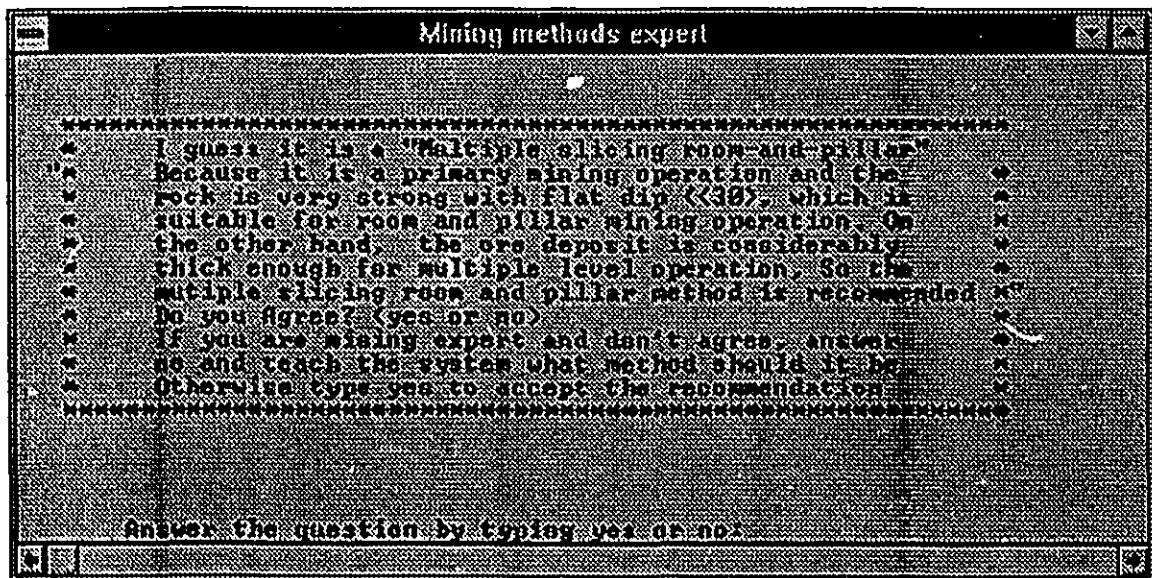 Mining methods expert
*************************************************************
* I guess it is a "Multiple slicing room-and-pillar"
"* Because it is a primary mining operation and the *
* rock is very strong with flat dip (<30), which is *
* suitable for room and pillar mining operation. On *
* the other hand, the ore deposit is considerably *
* thick enough for multiple level operation, So the *
* mutiple slicing room and pillar method is recommended *"
* Do you Agree? (yes or no) *
* If you are mining expert and don't agree, answer *
* no and teach the system what method should it be *
* Otherwise type yes to accept the recommendation *
*************************************************************
Answer the question by typing yes or no: